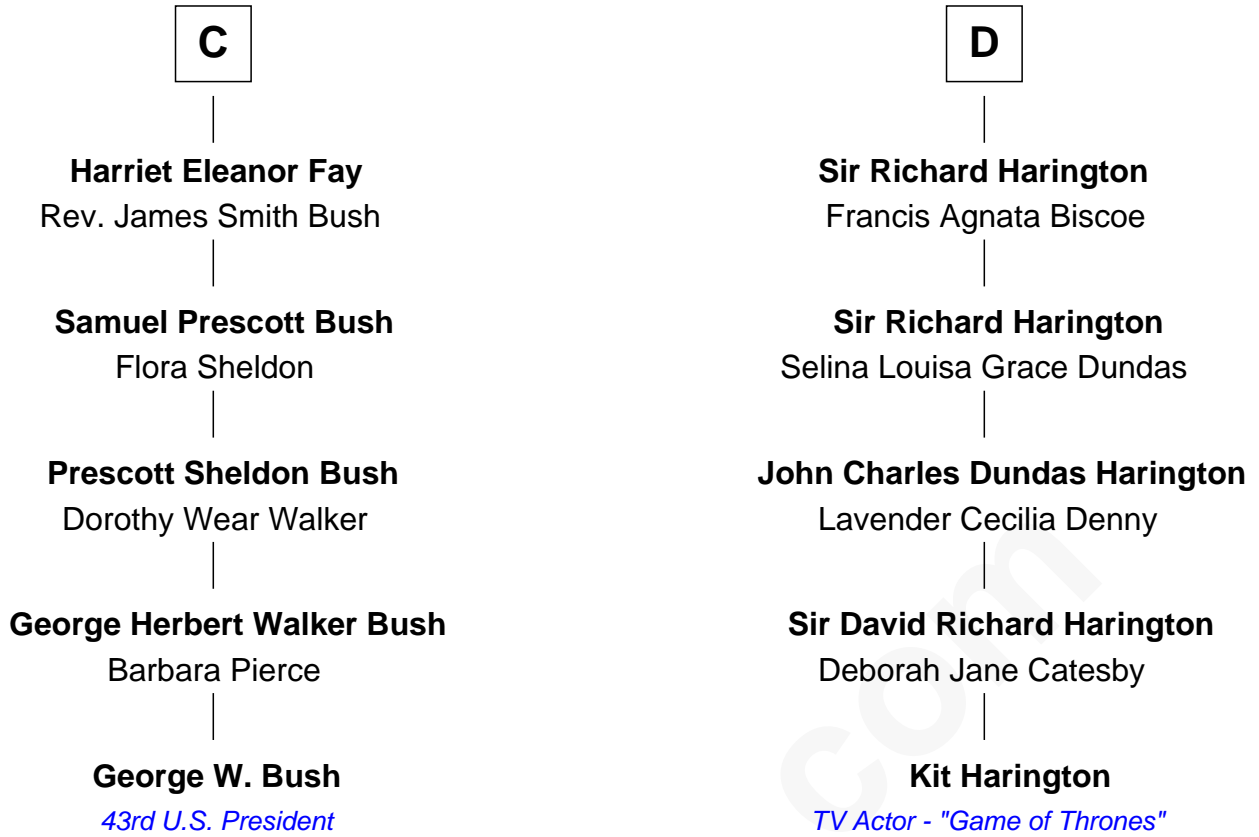 C
Harriet Eleanor Fay
Rev. James Smith Bush
Samuel Prescott Bush
Flora Sheldon
Prescott Sheldon Bush
Dorothy Wear Walker
George Herbert Walker Bush
Barbara Pierce
George W. Bush
43rd U.S. President
D
Sir Richard Harington
Francis Agnata Biscoe
Sir Richard Harington
Selina Louisa Grace Dundas
John Charles Dundas Harington
Lavender Cecilia Denny
Sir David Richard Harington
Deborah Jane Catesby
Kit Harington
TV Actor - "Game of Thrones"
com